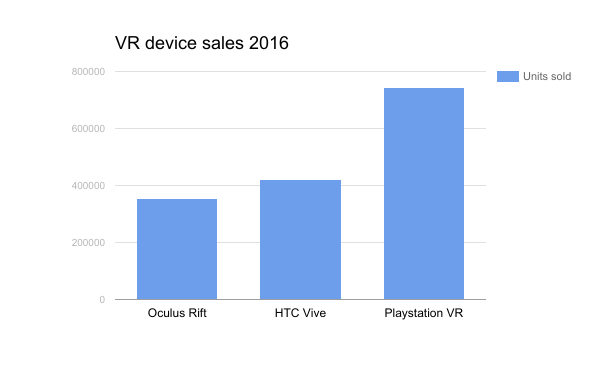 VR device sales 2016
800000
Units sold
600000
400000
200000
0
Oculus Rift
HTC Vive
Playstation VR